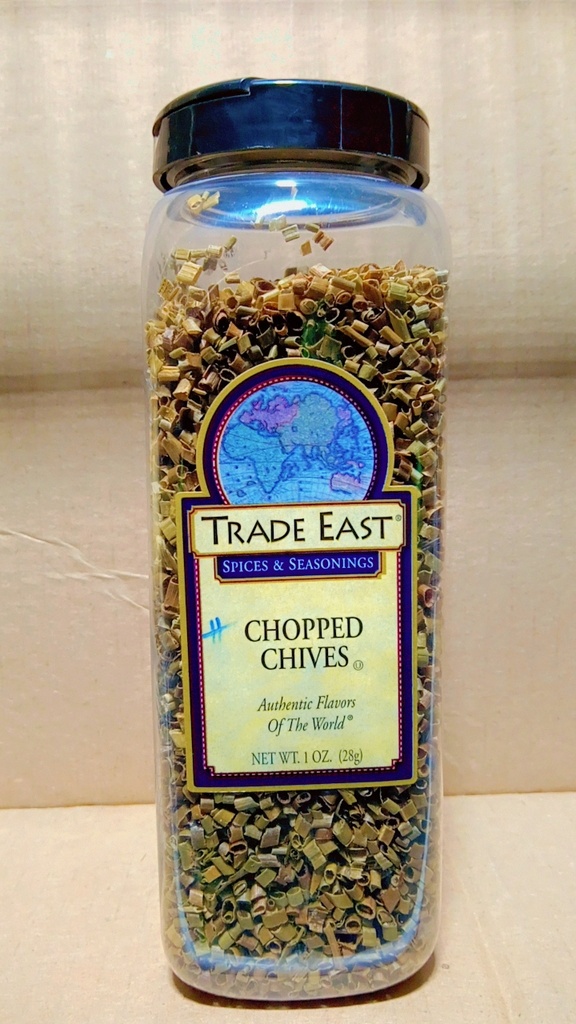 TRADE EAST®
SPICES & SEASONINGS
# CHOPPED
CHIVES Ⓤ
Authentic Flavors
Of The World®
NET WT. 1 OZ. (28g)